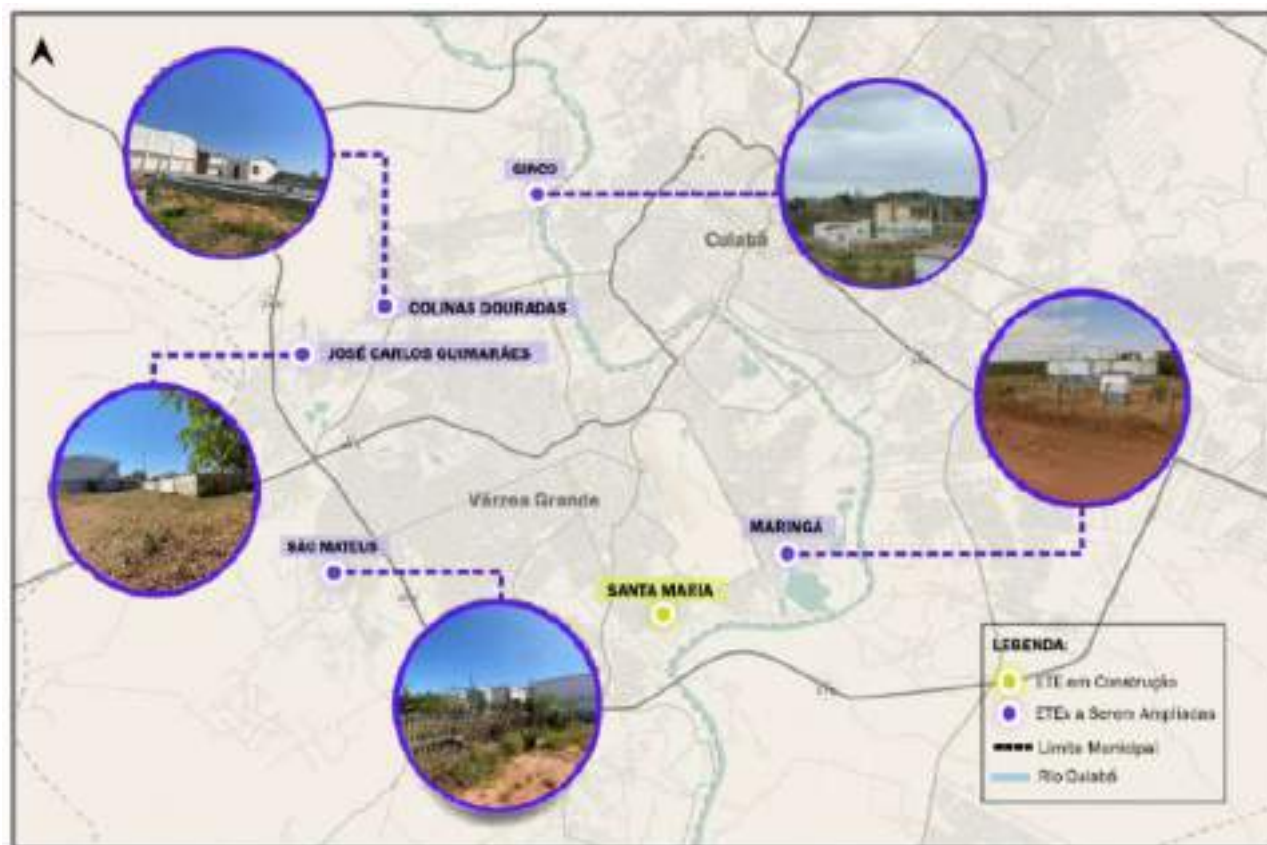 GINCO
Cuiabá
COLINAS DOURADAS
JOSÉ CARLOS GUIMARÃES
Várzea Grande
SÃO MATEUS
MARINGÁ
SANTA MARIA
LEGENDA:
ETE em Construção
ETEs a Serem Ampliadas
Limite Municipal
Rio Cuiabá